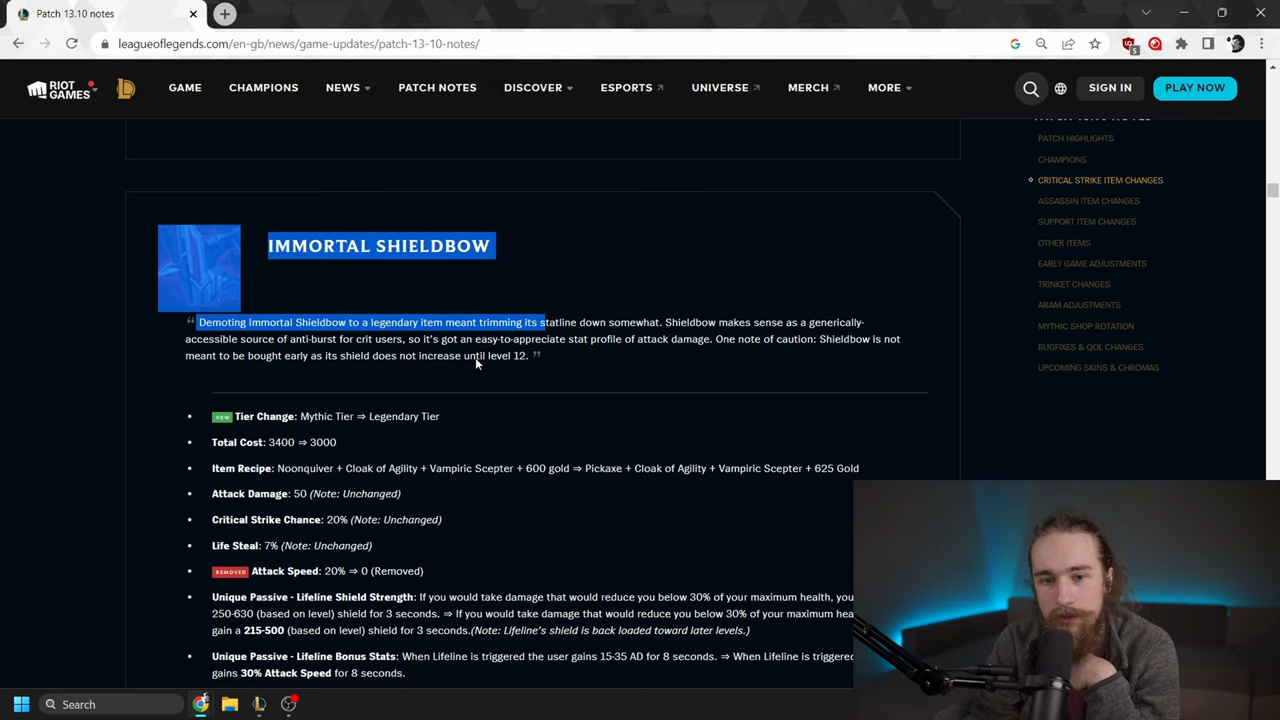 Patch 13.10 notes
leagueoflegends.com/en-gb/news/game-updates/patch-13-10-notes/
5
RIOT GAMES
GAME CHAMPIONS NEWS PATCH NOTES DISCOVER ESPORTS UNIVERSE MERCH MORE SIGN IN PLAY NOW
PATCH HIGHLIGHTS
CHAMPIONS
CRITICAL STRIKE ITEM CHANGES
ASSASSIN ITEM CHANGES
SUPPORT ITEM CHANGES
OTHER ITEMS
EARLY GAME ADJUSTMENTS
TRINKET CHANGES
ARAM ADJUSTMENTS
MYTHIC SHOP ROTATION
BUGFIXES & QOL CHANGES
UPCOMING SKINS & CHROMAS
IMMORTAL SHIELDBOW
“ Demoting Immortal Shieldbow to a legendary item meant trimming its statline down somewhat. Shieldbow makes sense as a generically-
accessible source of anti-burst for crit users, so it's got an easy-to-appreciate stat profile of attack damage. One note of caution: Shieldbow is not
meant to be bought early as its shield does not increase until level 12. ”
• NEW Tier Change: Mythic Tier ⇒ Legendary Tier
• Total Cost: 3400 ⇒ 3000
• Item Recipe: Noonquiver + Cloak of Agility + Vampiric Scepter + 600 gold ⇒ Pickaxe + Cloak of Agility + Vampiric Scepter + 625 Gold
• Attack Damage: 50 (Note: Unchanged)
• Critical Strike Chance: 20% (Note: Unchanged)
• Life Steal: 7% (Note: Unchanged)
• REMOVED Attack Speed: 20% ⇒ 0 (Removed)
• Unique Passive - Lifeline Shield Strength: If you would take damage that would reduce you below 30% of your maximum health, you
250-630 (based on level) shield for 3 seconds. ⇒ If you would take damage that would reduce you below 30% of your maximum hea
gain a 215-500 (based on level) shield for 3 seconds.(Note: Lifeline's shield is back loaded toward later levels.)
• Unique Passive - Lifeline Bonus Stats: When Lifeline is triggered the user gains 15-35 AD for 8 seconds. ⇒ When Lifeline is triggered
gains 30% Attack Speed for 8 seconds.
Search